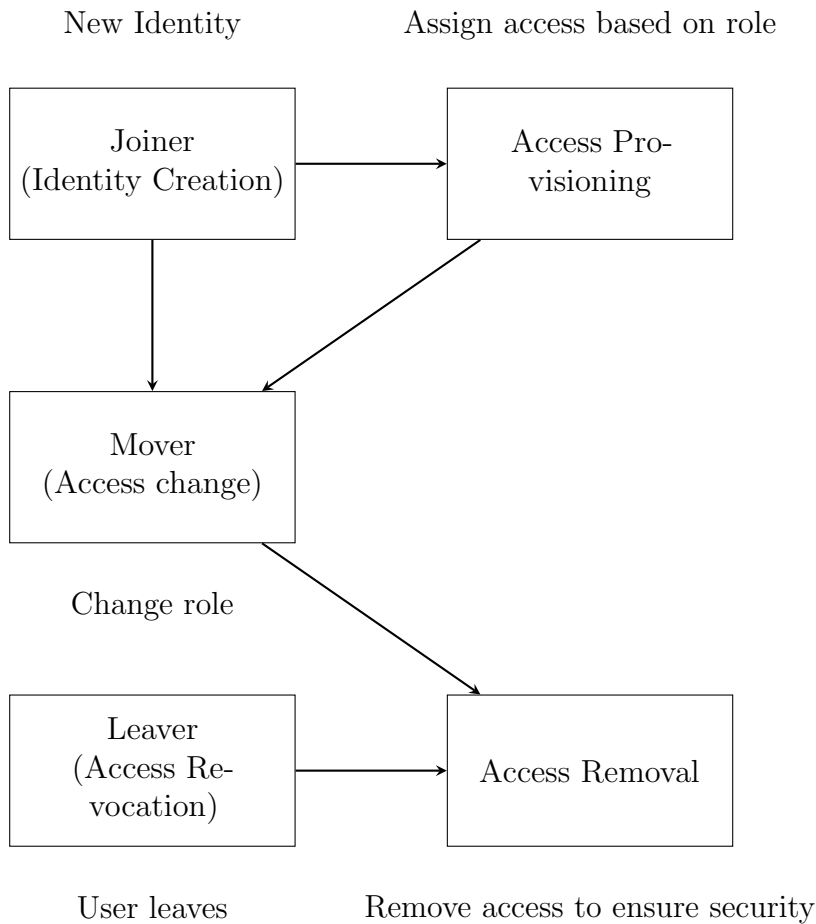 New Identity
Assign access based on role
Joiner
(Identity Creation)
Access Pro-
visioning
Mover
(Access change)
Change role
Leaver
(Access Re-
vocation)
Access Removal
User leaves
Remove access to ensure security